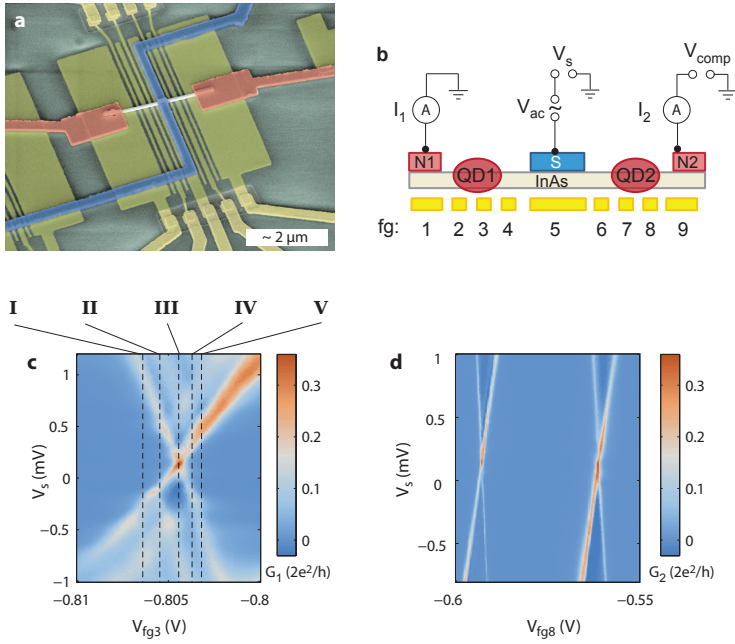 a
~ 2 μm
b
V_s
V_comp
V_ac
~
I_1
A
I_2
A
N1
S
N2
QD1
InAs
QD2
fg:
1 2 3 4 5 6 7 8 9
I II III IV V
c
1
0.5
0
−0.5
−1
V_s (mV)
−0.81 −0.805 −0.8
V_fg3 (V)
0.3
0.2
0.1
0
G_1 (2e²/h)
d
1
0.5
0
−0.5
V_s (mV)
−0.6 −0.55
V_fg8 (V)
0.3
0.2
0.1
0
G_2 (2e²/h)